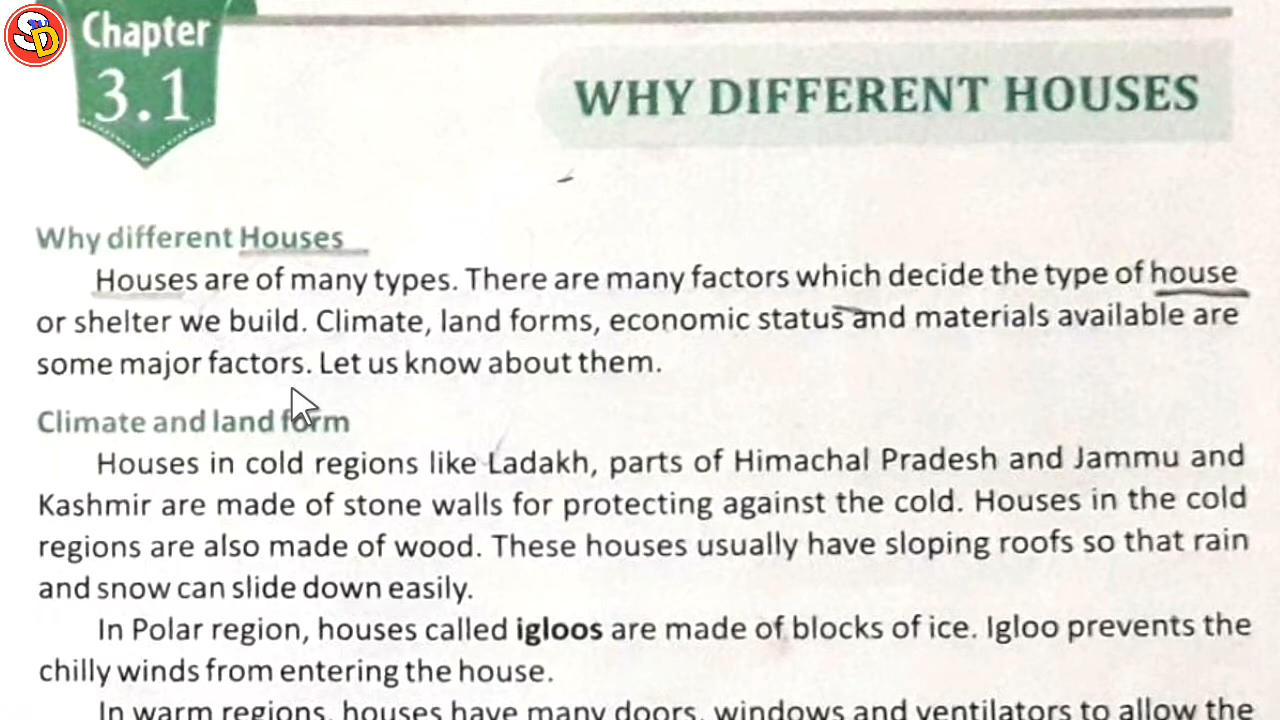 SD
Chapter
3.1
WHY DIFFERENT HOUSES
Why different Houses
Houses are of many types. There are many factors which decide the type of house
or shelter we build. Climate, land forms, economic status and materials available are
some major factors. Let us know about them.
Climate and land form
Houses in cold regions like Ladakh, parts of Himachal Pradesh and Jammu and
Kashmir are made of stone walls for protecting against the cold. Houses in the cold
regions are also made of wood. These houses usually have sloping roofs so that rain
and snow can slide down easily.
In Polar region, houses called igloos are made of blocks of ice. Igloo prevents the
chilly winds from entering the house.
In warm regions, houses have many doors, windows and ventilators to allow the